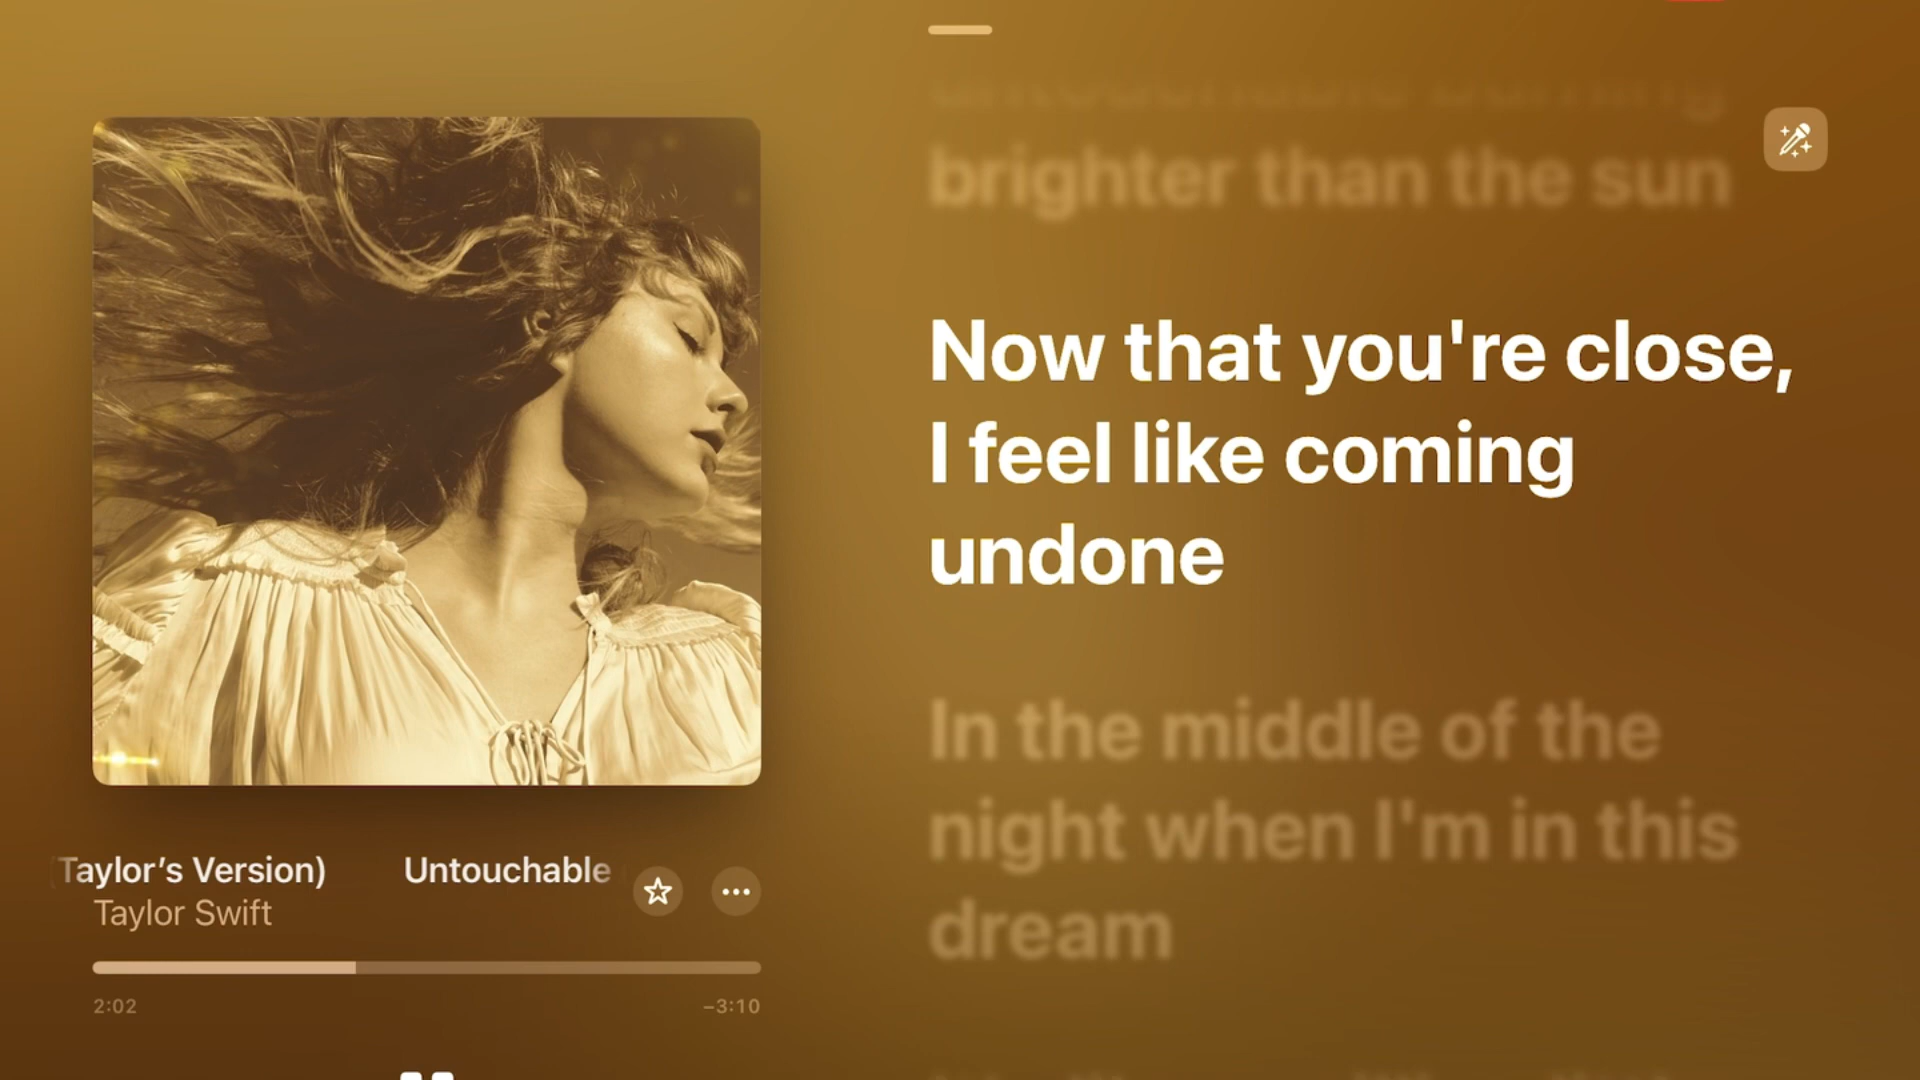 Taylor’s Version)
Untouchable
Taylor Swift
2:02
–3:10
brighter than the sun
Now that you're close,
I feel like coming
undone
In the middle of the
night when I'm in this
dream